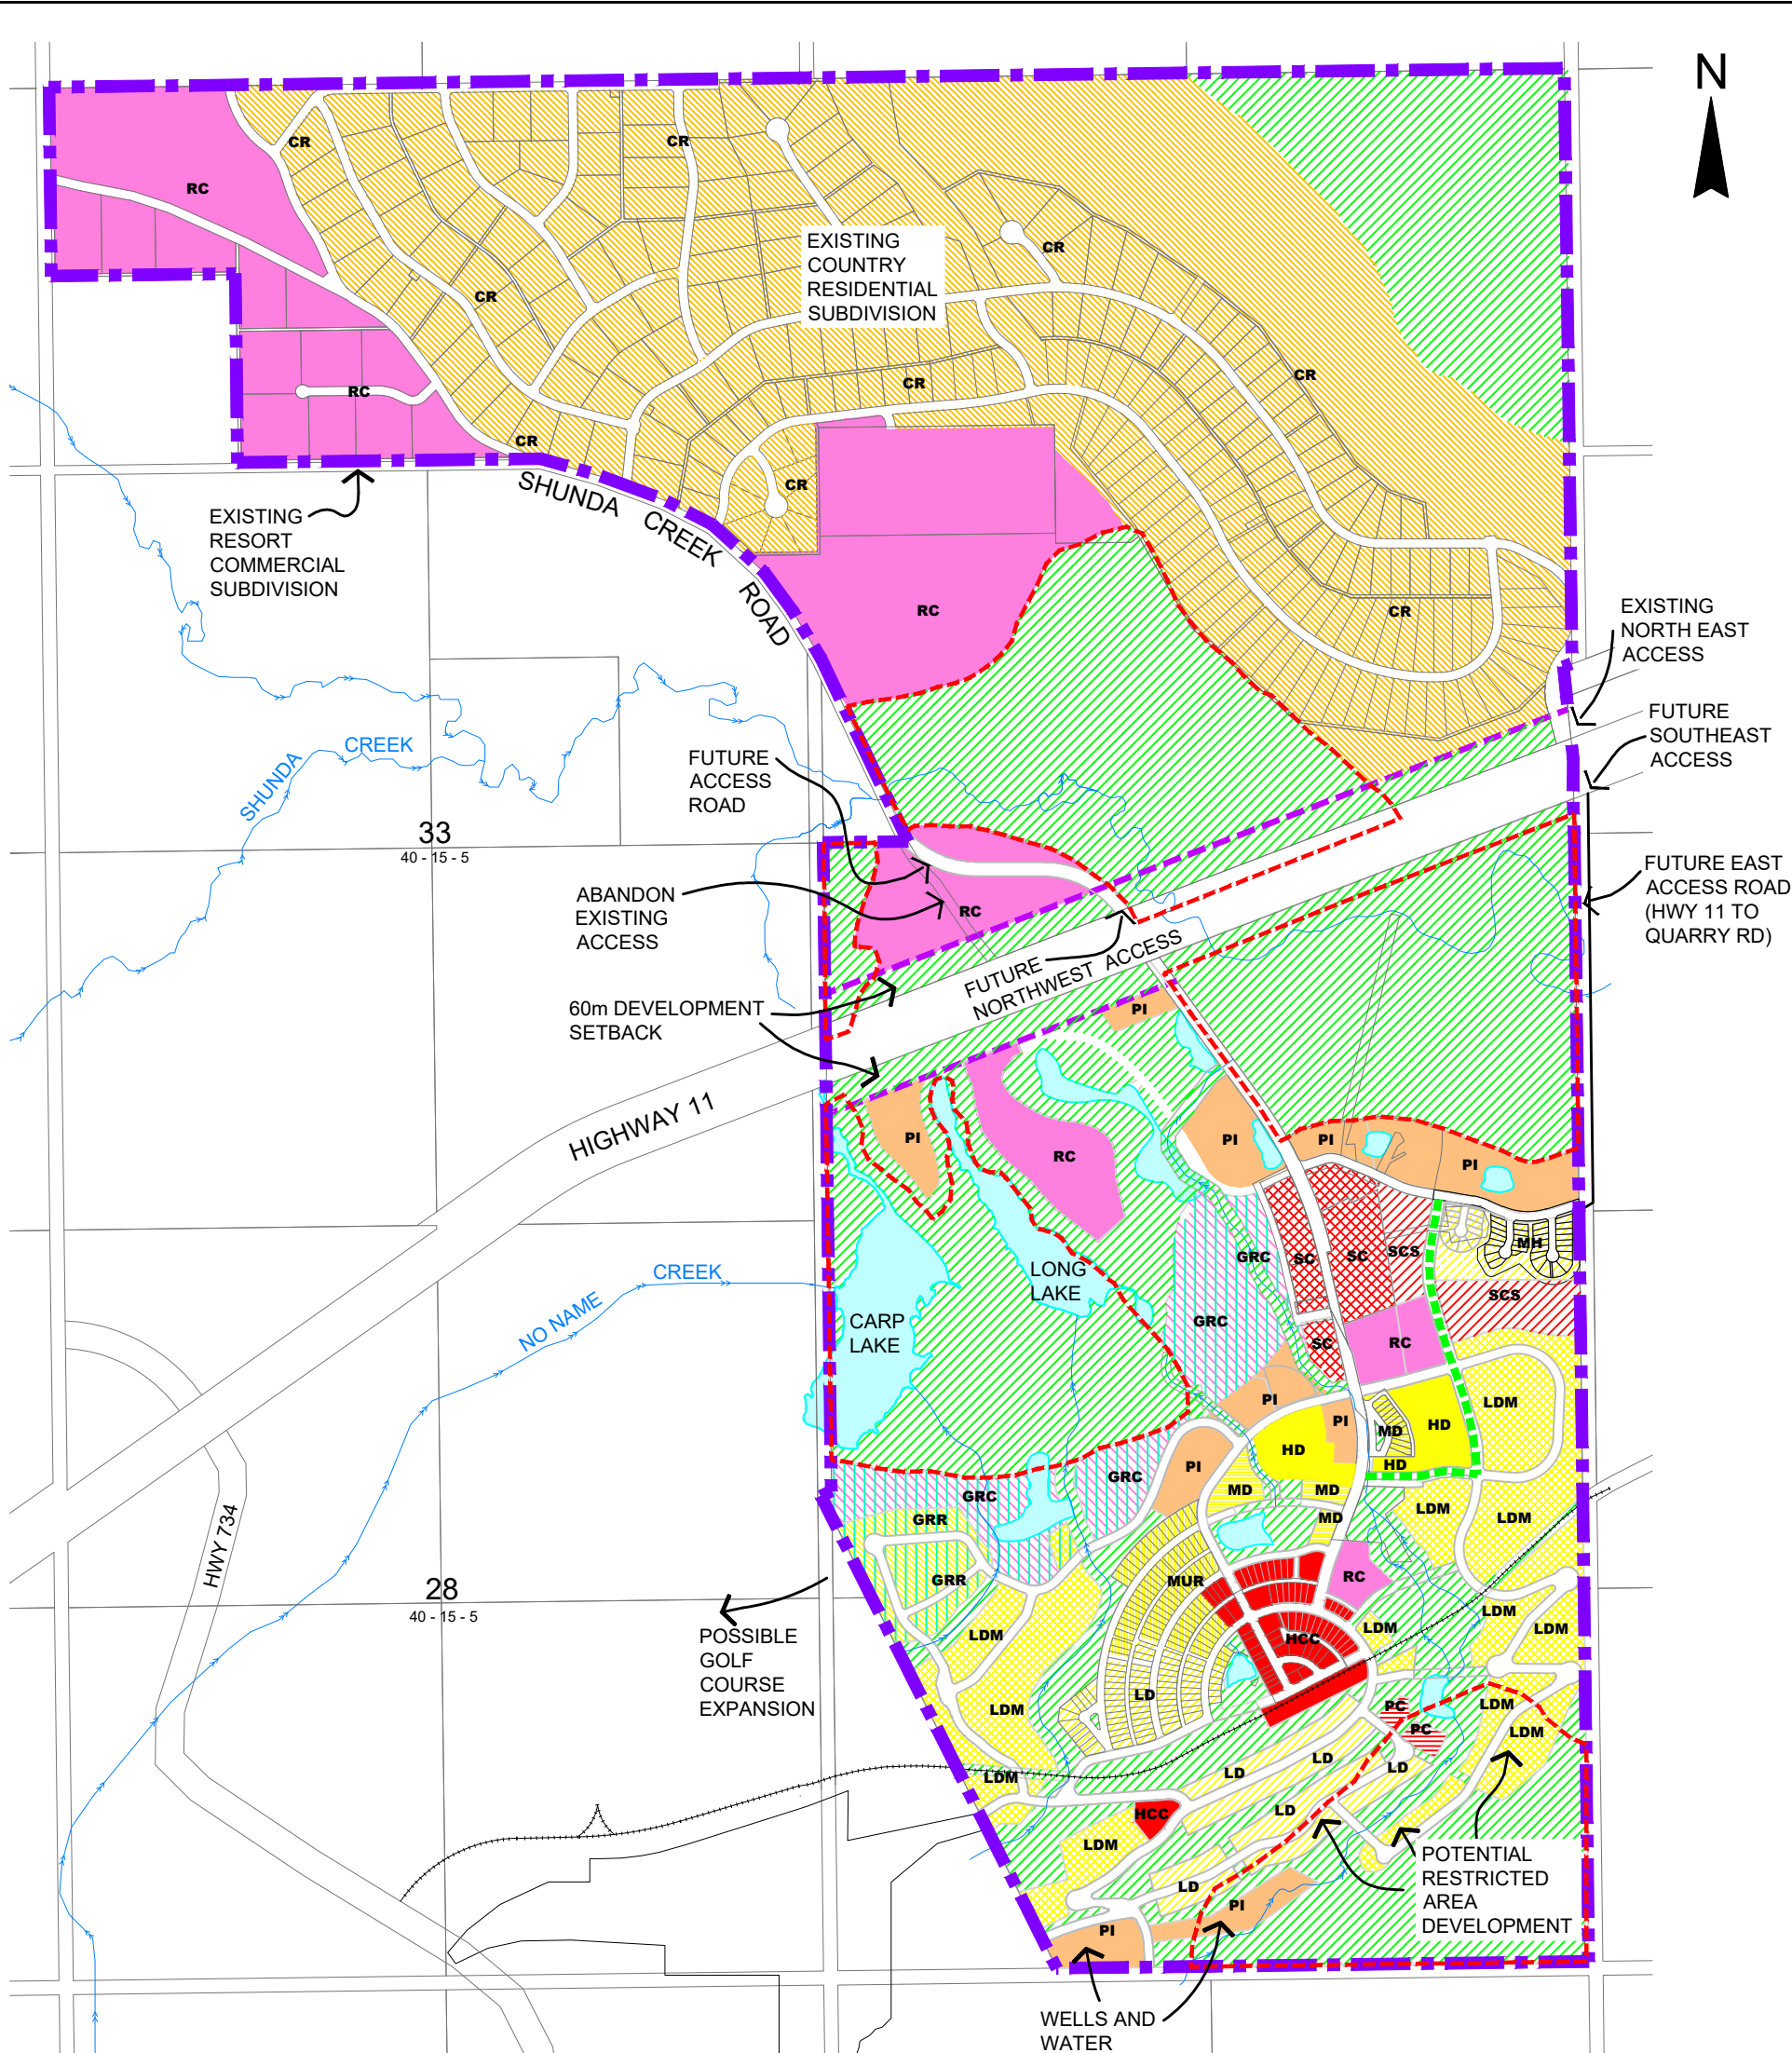 N
CR
CR
RC
EXISTING
COUNTRY
RESIDENTIAL
SUBDIVISION
CR
CR
CR
CR
RC
CR
CR
EXISTING
RESORT
COMMERCIAL
SUBDIVISION
SHUNDA CREEK ROAD
RC
CR
EXISTING
NORTH EAST
ACCESS
FUTURE
SOUTHEAST
ACCESS
SHUNDA CREEK
FUTURE
ACCESS
ROAD
33
40 - 15 - 5
FUTURE EAST
ACCESS ROAD
(HWY 11 TO
QUARRY RD)
ABANDON
EXISTING
ACCESS
RC
FUTURE
NORTHWEST ACCESS
60m DEVELOPMENT
SETBACK
PI
HIGHWAY 11
PI
RC
PI
PI
PI
GRC
SC
SC
SCS
MH
NO NAME CREEK
LONG
LAKE
SCS
CARP
LAKE
GRC
SC
RC
PI
PI
MD
HD
LDM
HD
HD
PI
GRC
GRC
MD
MD
MD
LDM
LDM
GRR
HWY 734
28
40 - 15 - 5
GRR
MUR
RC
LDM
LDM
LDM
LDM
HCC
POSSIBLE
GOLF
COURSE
EXPANSION
LDM
LD
PC
PC
LDM
LDM
LDM
LD
LD
LD
HCC
LD
LDM
POTENTIAL
RESTRICTED
AREA
DEVELOPMENT
LD
PI
PI
WELLS AND
WATER